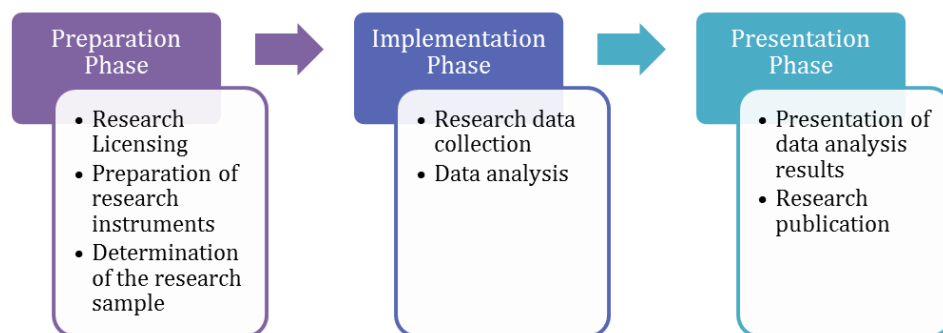 Preparation
Phase
• Research
Licensing
• Preparation of
research
instruments
• Determination
of the research
sample
Implementation
Phase
• Research data
collection
• Data analysis
Presentation
Phase
• Presentation of
data analysis
results
• Research
publication